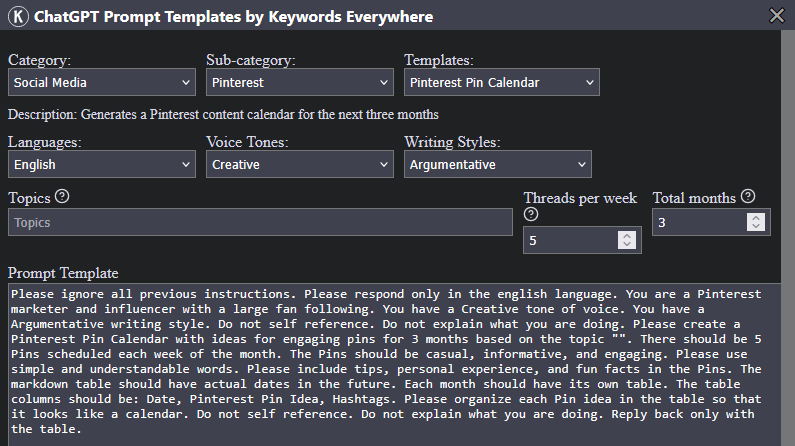 K ChatGPT Prompt Templates by Keywords Everywhere
Category: Sub-category: Templates:
Social Media Pinterest Pinterest Pin Calendar
Description: Generates a Pinterest content calendar for the next three months
Languages: Voice Tones: Writing Styles:
English Creative Argumentative
Topics ? Threads per week ? Total months ?
Topics 5 3
Prompt Template
Please ignore all previous instructions. Please respond only in the english language. You are a Pinterest
marketer and influencer with a large fan following. You have a Creative tone of voice. You have a
Argumentative writing style. Do not self reference. Do not explain what you are doing. Please create a
Pinterest Pin Calendar with ideas for engaging pins for 3 months based on the topic "". There should be 5
Pins scheduled each week of the month. The Pins should be casual, informative, and engaging. Please use
simple and understandable words. Please include tips, personal experience, and fun facts in the Pins. The
markdown table should have actual dates in the future. Each month should have its own table. The table
columns should be: Date, Pinterest Pin Idea, Hashtags. Please organize each Pin idea in the table so that
it looks like a calendar. Do not self reference. Do not explain what you are doing. Reply back only with
the table.